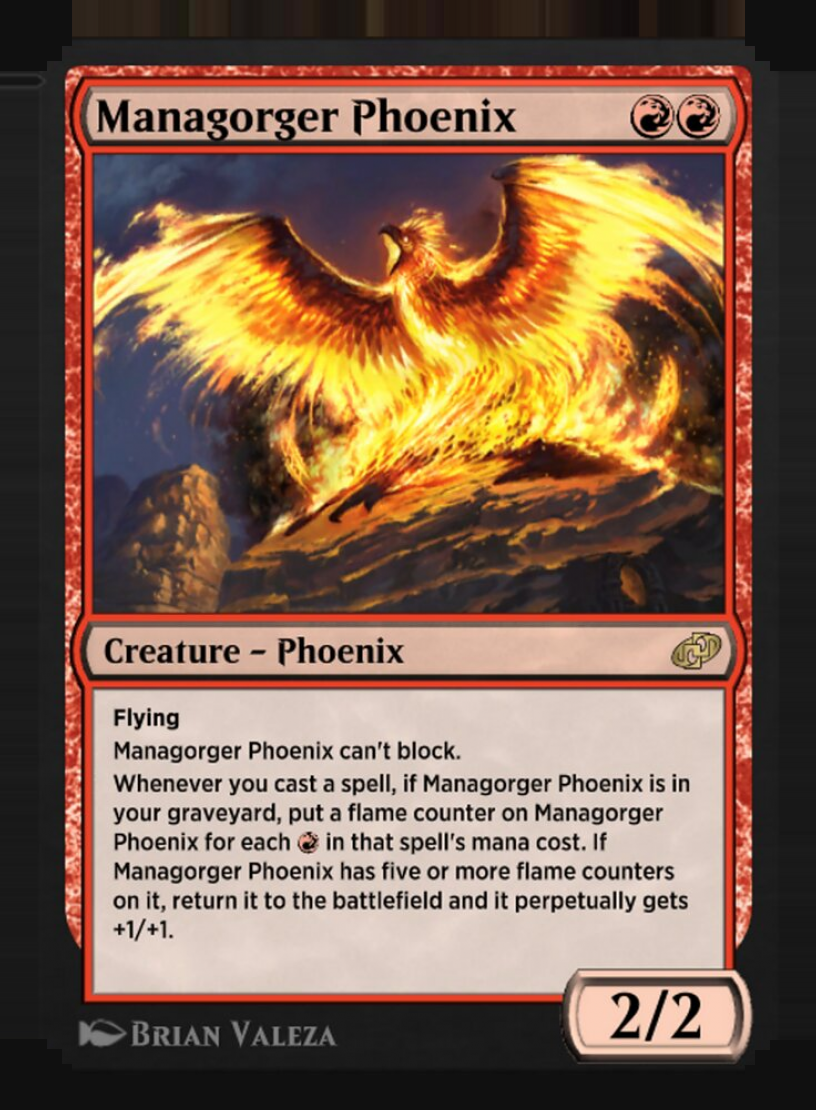 Managorger Phoenix
Creature – Phoenix
Flying
Managorger Phoenix can't block.
Whenever you cast a spell, if Managorger Phoenix is in
your graveyard, put a flame counter on Managorger
Phoenix for each in that spell's mana cost. If
Managorger Phoenix has five or more flame counters
on it, return it to the battlefield and it perpetually gets
+1/+1.
2/2
BRIAN VALEZA